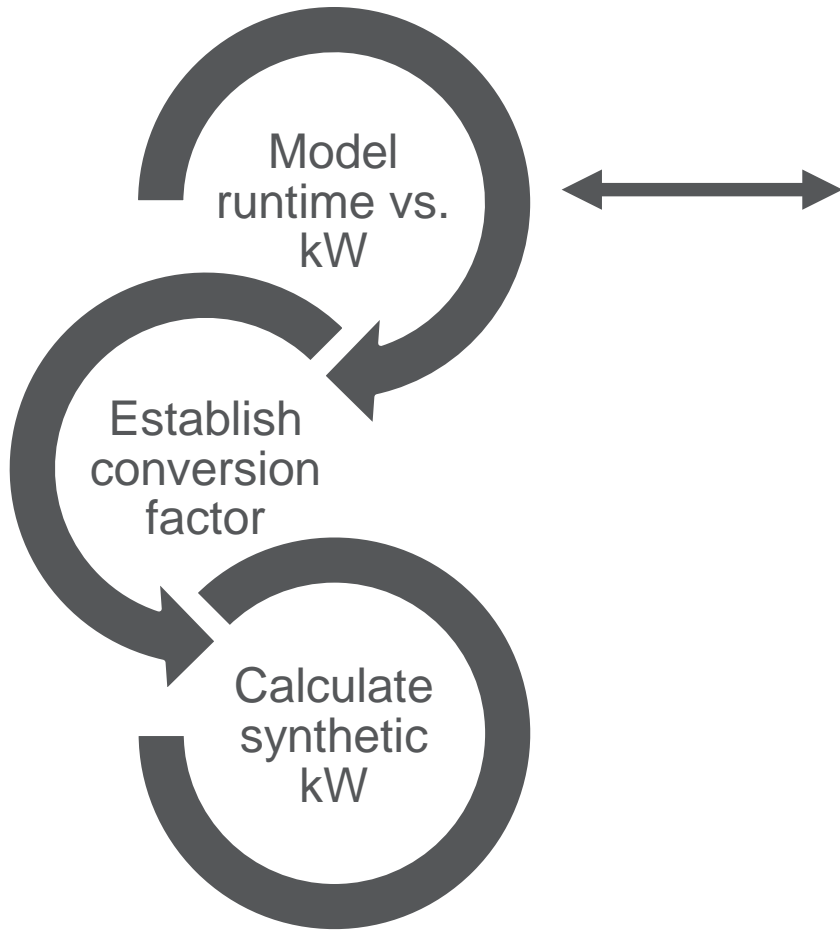 Model
runtime vs.
kW
Establish
conversion
factor
Calculate
synthetic
kW